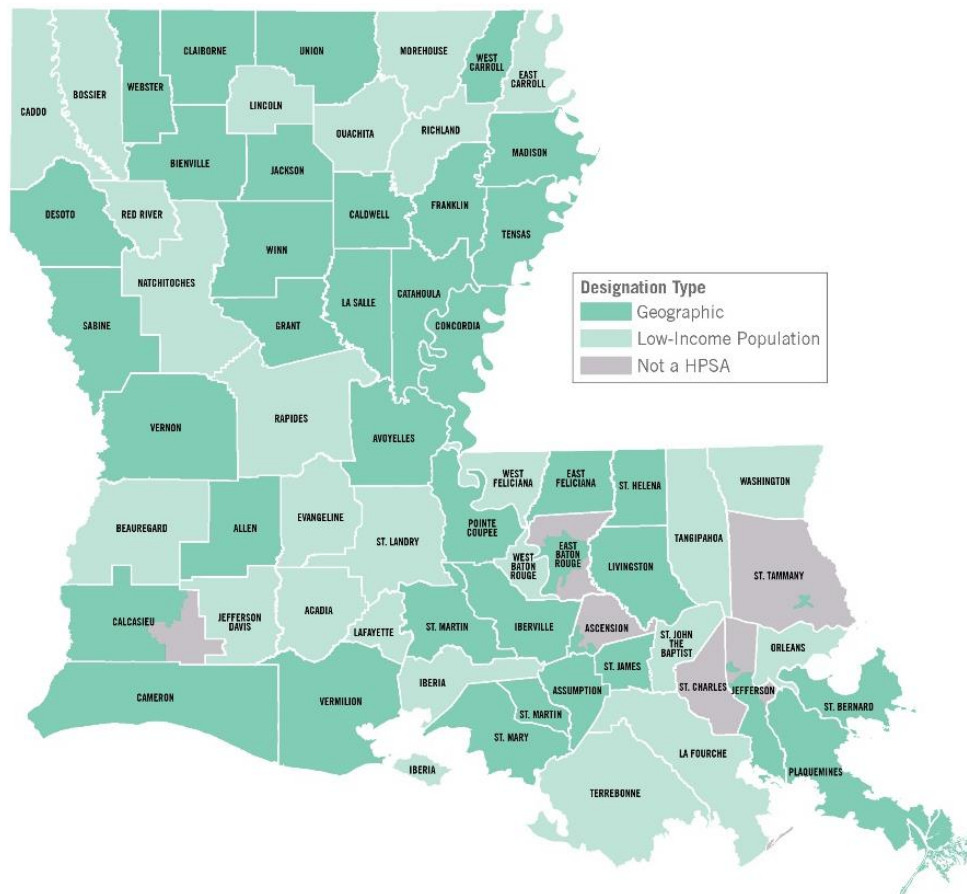 CLAIBORNE
UNION
MOREHOUSE
WEST
CARROLL
EAST
CARROLL
WEBSTER
BOSSIER
CADDO
LINCOLN
OUACHITA
RICHLAND
MADISON
BIENVILLE
JACKSON
DESOTO
RED RIVER
CALDWELL
FRANKLIN
TENSAS
WINN
NATCHITOCHES
LA SALLE
CATAHOULA
SABINE
GRANT
CONCORDIA
Designation Type
Geographic
Low-Income Population
Not a HPSA
RAPIDES
VERNON
AVOYELLES
WEST
FELICIANA
EAST
FELICIANA
ST. HELENA
WASHINGTON
BEAUREGARD
ALLEN
EVANGELINE
ST. LANDRY
POINTE
COUPEE
WEST
BATON
ROUGE
EAST
BATON
ROUGE
LIVINGSTON
TANGIPAHOA
ST. TAMMANY
CALCASIEU
JEFFERSON
DAVIS
ACADIA
LAFAYETTE
ST. MARTIN
IBERVILLE
ASCENSION
ST. JOHN
THE
BAPTIST
ORLEANS
ST. JAMES
CAMERON
VERMILION
IBERIA
ASSUMPTION
ST. CHARLES
JEFFERSON
ST. BERNARD
ST. MARTIN
ST. MARY
LA FOURCHE
IBERIA
TERREBONNE
PLAQUEMINES